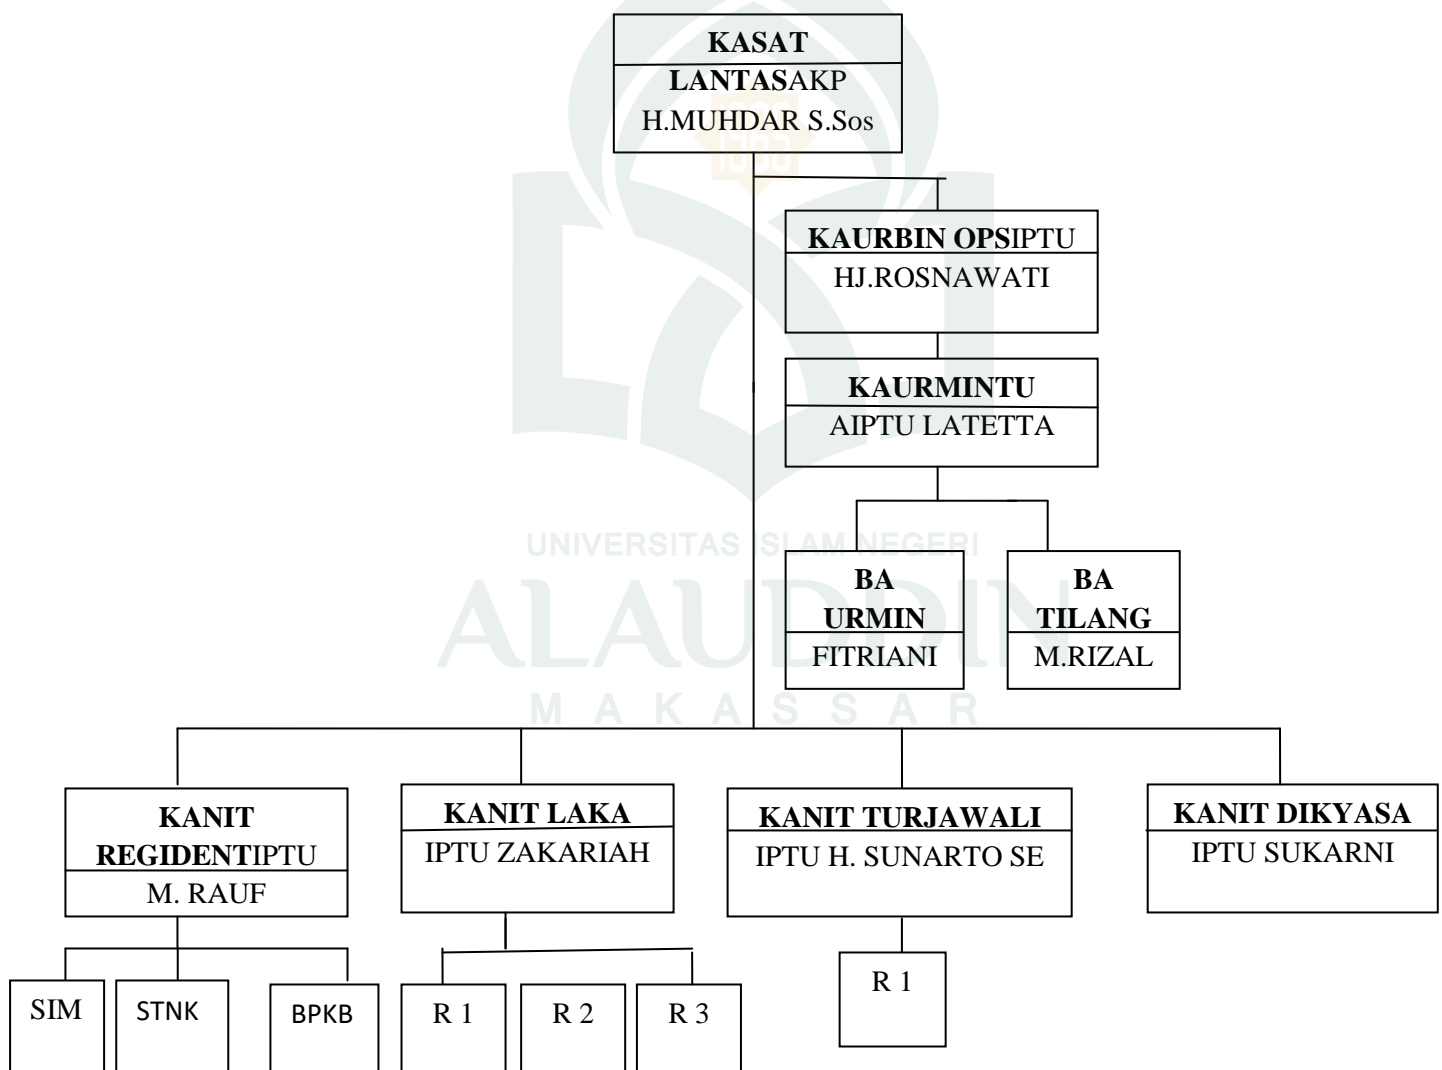 KASAT
LANTASAKP
H.MUHDAR S.Sos
KAURBIN OPSIPTU
HJ.ROSNAWATI
KAURMINTU
AIPTU LATETTA
UNIVERSITAS ISLAM NEGERI
ALAUDDIN
MAKASSAR
BA
URMIN
FITRIANI
BA
TILANG
M.RIZAL
KANIT
REGIDENTIPTU
M. RAUF
KANIT LAKA
IPTU ZAKARIAH
KANIT TURJAWALI
IPTU H. SUNARTO SE
KANIT DIKYASA
IPTU SUKARNI
SIM
STNK
BPKB
R 1
R 2
R 3
R 1